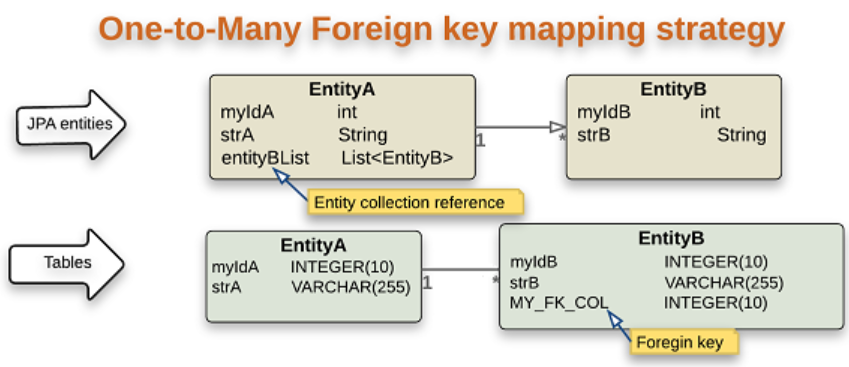 One-to-Many Foreign key mapping strategy
JPA entities
EntityA
myIdA int
strA String
entityBList List<EntityB>
1
*
EntityB
myIdB int
strB String
Entity collection reference
Tables
EntityA
myIdA INTEGER(10)
strA VARCHAR(255)
1
*
EntityB
myIdB INTEGER(10)
strB VARCHAR(255)
MY_FK_COL INTEGER(10)
Foregin key